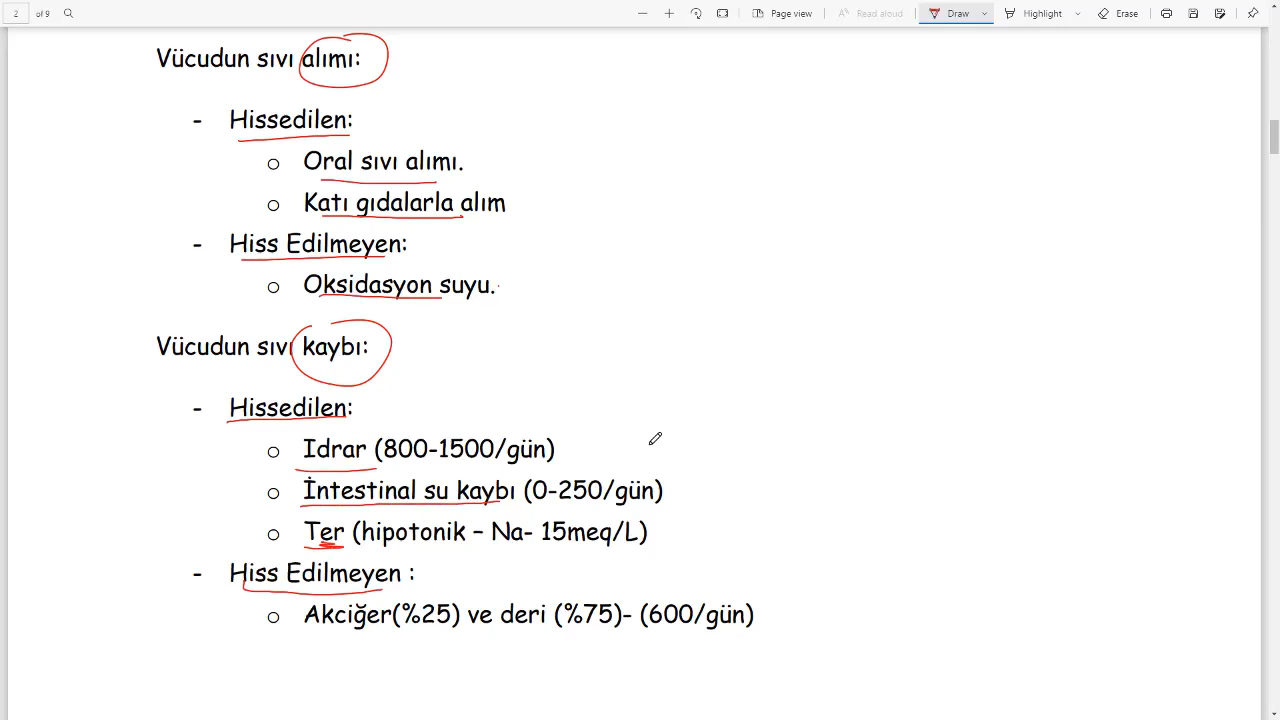 2 of 9 Page view Read aloud Draw Highlight Erase
Vücudun sıvı alımı:
- Hissedilen:
o Oral sıvı alımı.
o Katı gıdalarla alım
- Hiss Edilmeyen:
o Oksidasyon suyu.
Vücudun sıvı kaybı:
- Hissedilen:
o Idrar (800-1500/gün)
o İntestinal su kaybı (0-250/gün)
o Ter (hipotonik – Na- 15meq/L)
- Hiss Edilmeyen :
o Akciğer(%25) ve deri (%75)- (600/gün)